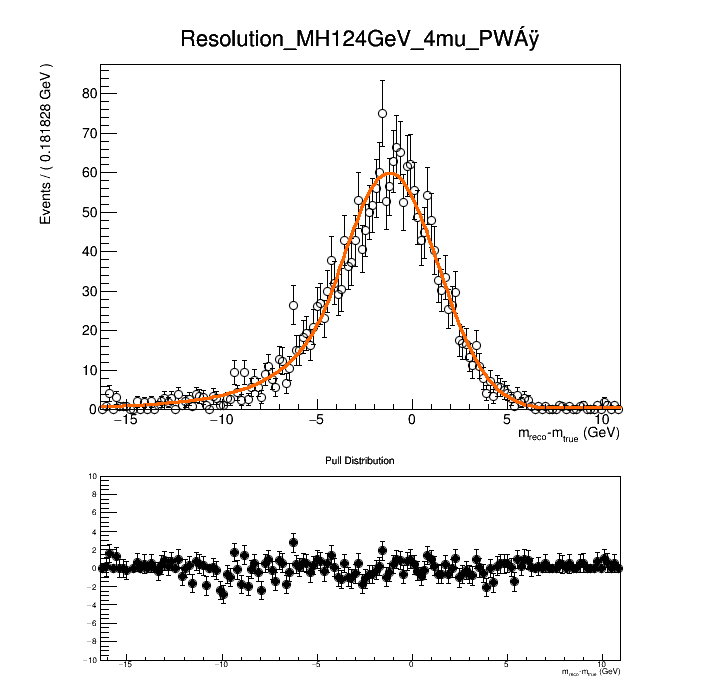 Resolution_MH124GeV_4mu_PWÁÿ
Events / ( 0.181828 GeV )
80
70
60
50
40
30
20
10
0
−15 −10 −5 0 5 10
m_reco-m_true (GeV)
Pull Distribution
10
8
6
4
2
0
−2
−4
−6
−8
−10
−15 −10 −5 0 5 10
m_reco-m_true (GeV)